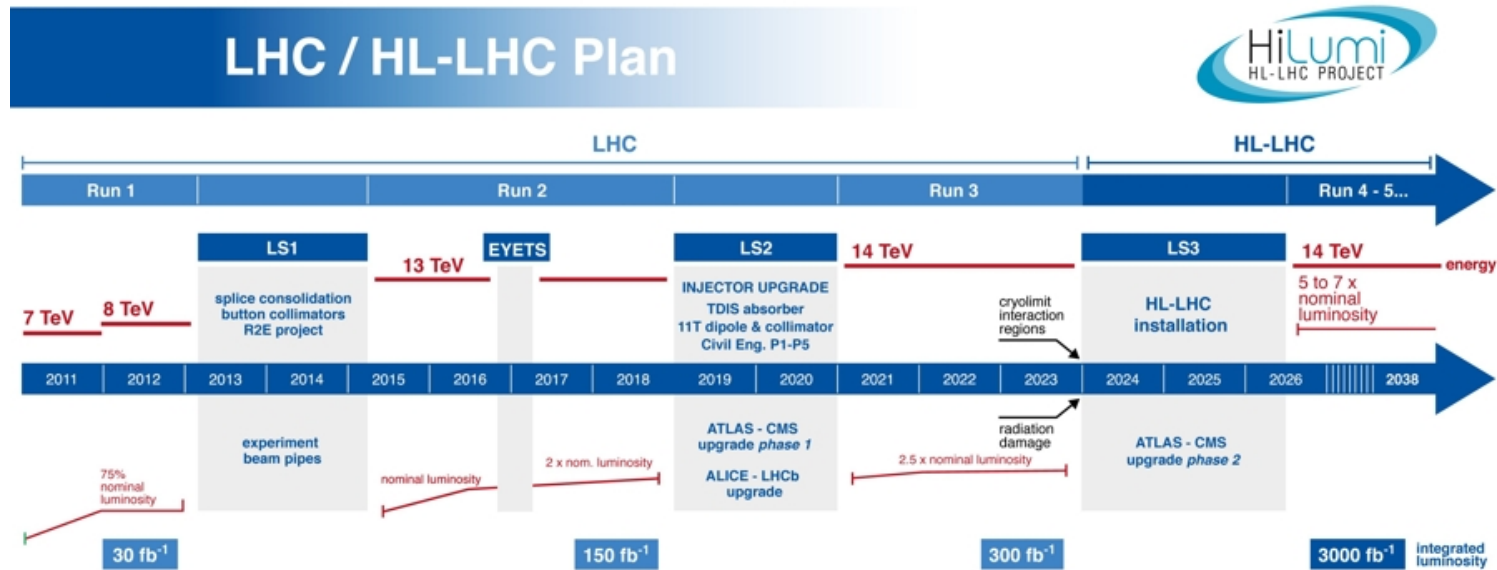 LHC / HL-LHC Plan
HiLumi
HL-LHC PROJECT
LHC
HL-LHC
Run 1
Run 2
Run 3
Run 4 - 5...
LS1
EYETS
LS2
LS3
13 TeV
14 TeV
14 TeV
energy
7 TeV
8 TeV
splice consolidation
button collimators
R2E project
INJECTOR UPGRADE
TDIS absorber
11T dipole & collimator
Civil Eng. P1-P5
cryolimit
interaction
regions
HL-LHC
installation
5 to 7 x
nominal
luminosity
2011
2012
2013
2014
2015
2016
2017
2018
2019
2020
2021
2022
2023
2024
2025
2026
2038
experiment
beam pipes
ATLAS - CMS
upgrade phase 1
ALICE - LHCb
upgrade
radiation
damage
ATLAS - CMS
upgrade phase 2
75%
nominal
luminosity
nominal luminosity
2 x nom. luminosity
2.5 x nominal luminosity
30 fb⁻¹
150 fb⁻¹
300 fb⁻¹
3000 fb⁻¹
integrated
luminosity